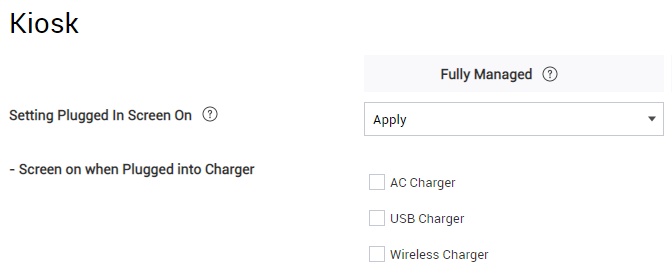 Kiosk
Fully Managed ?
Setting Plugged In Screen On ?
Apply
- Screen on when Plugged into Charger
AC Charger
USB Charger
Wireless Charger